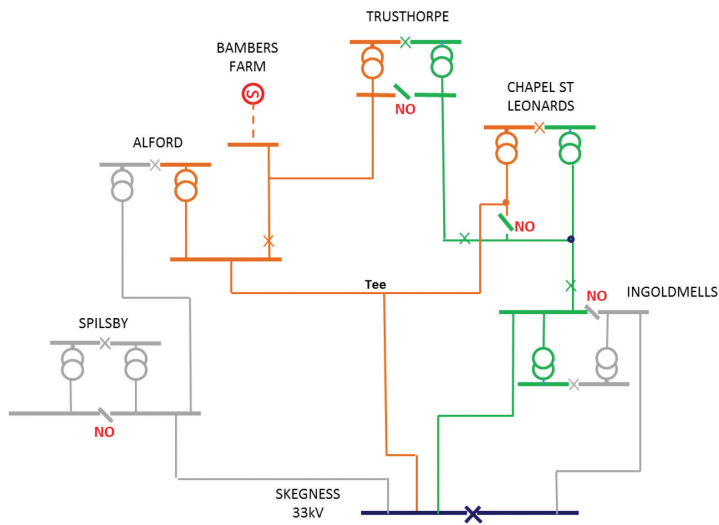 TRUSTHORPE
BAMBERS
FARM
S
NO
CHAPEL ST
LEONARDS
ALFORD
NO
Tee
INGOLDMELLS
NO
SPILSBY
NO
SKEGNESS
33kV